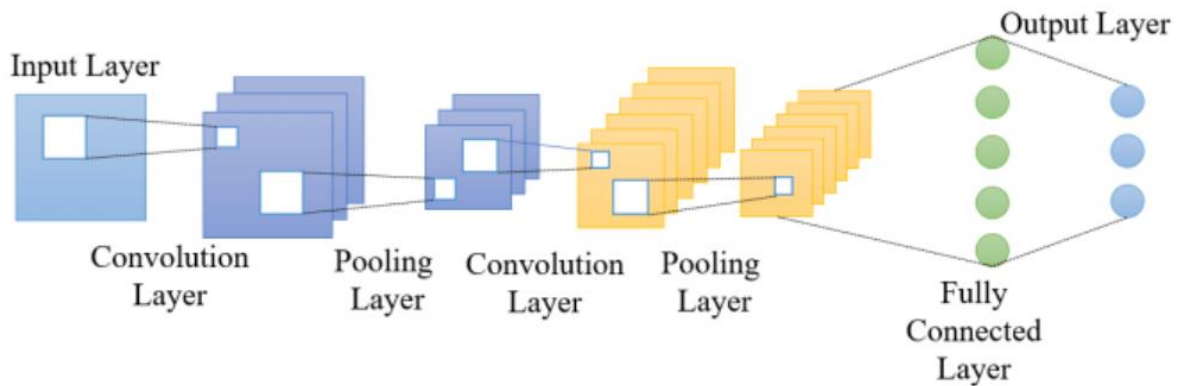 Input Layer
Output Layer
Convolution
Layer
Pooling
Layer
Convolution
Layer
Pooling
Layer
Fully
Connected
Layer